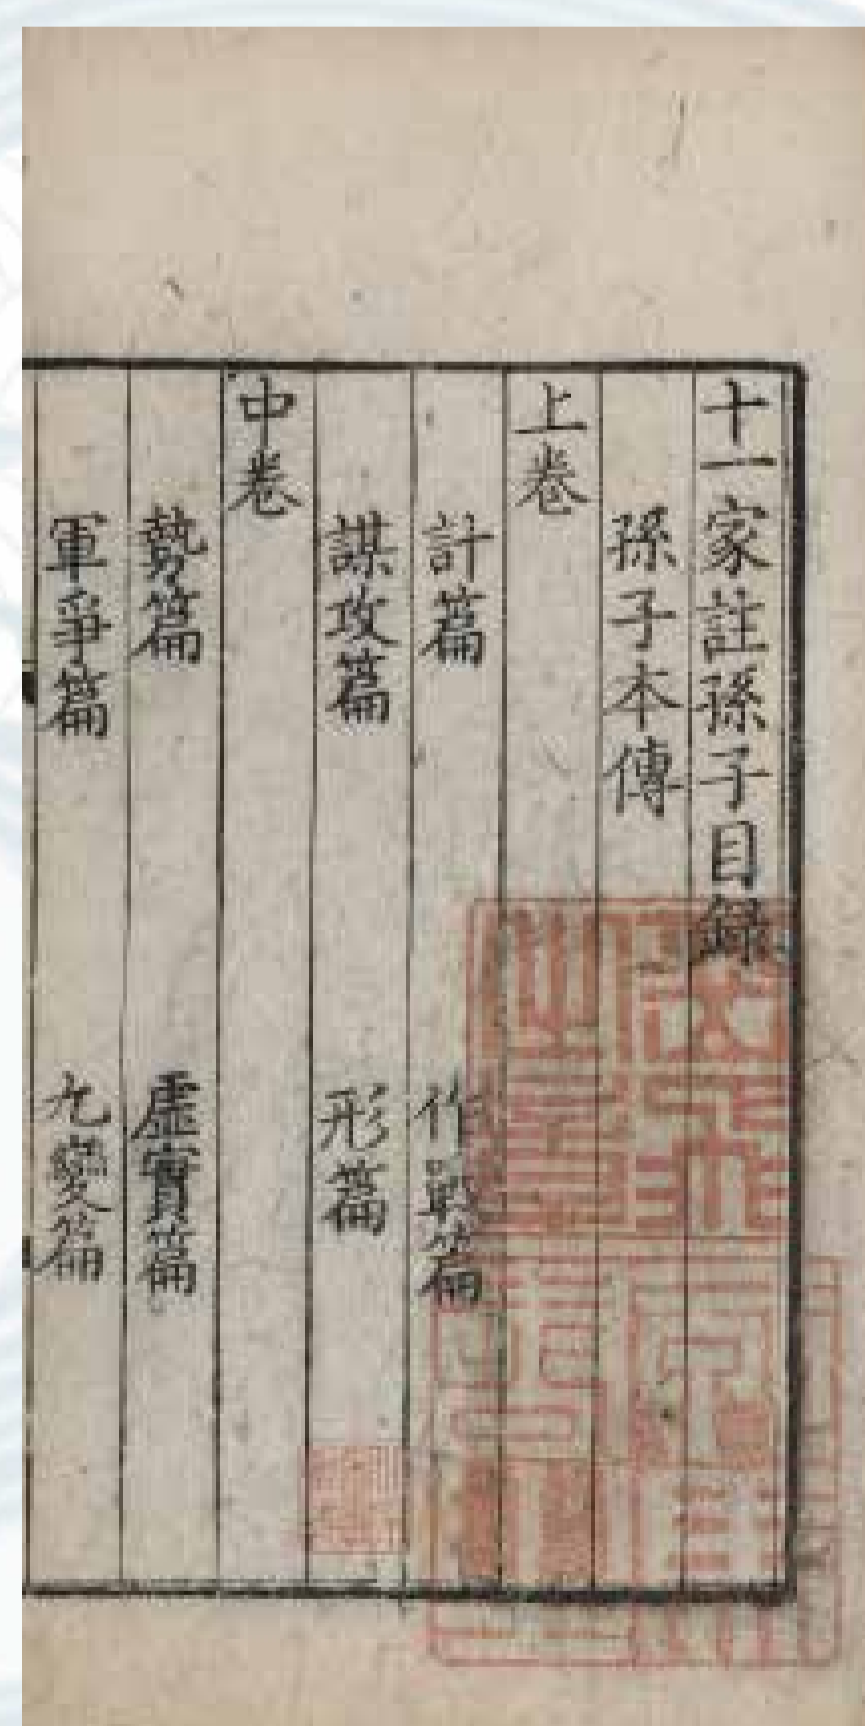 十一家註孫子目錄
孫子本傳
上卷
計篇 作戰篇
謀攻篇 形篇
中卷
勢篇 虛實篇
軍爭篇 九變篇